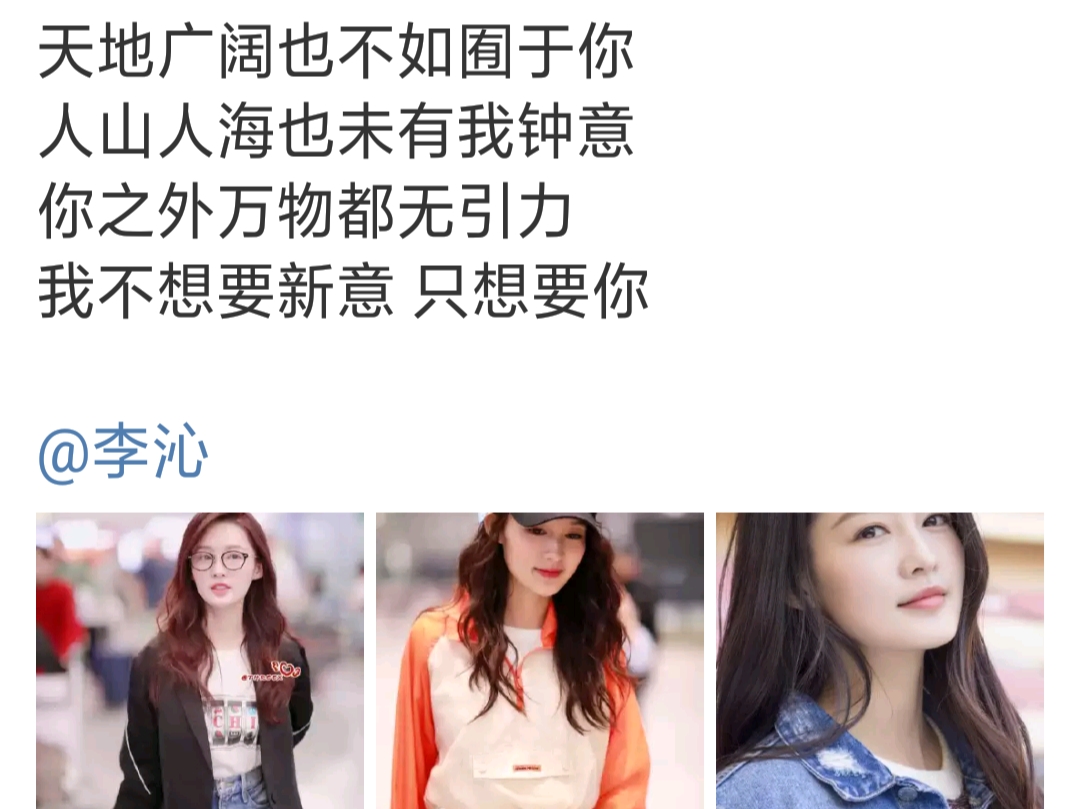 天地广阔也不如囿于你
人山人海也未有我钟意
你之外万物都无引力
我不想要新意 只想要你
@李沁
CHI